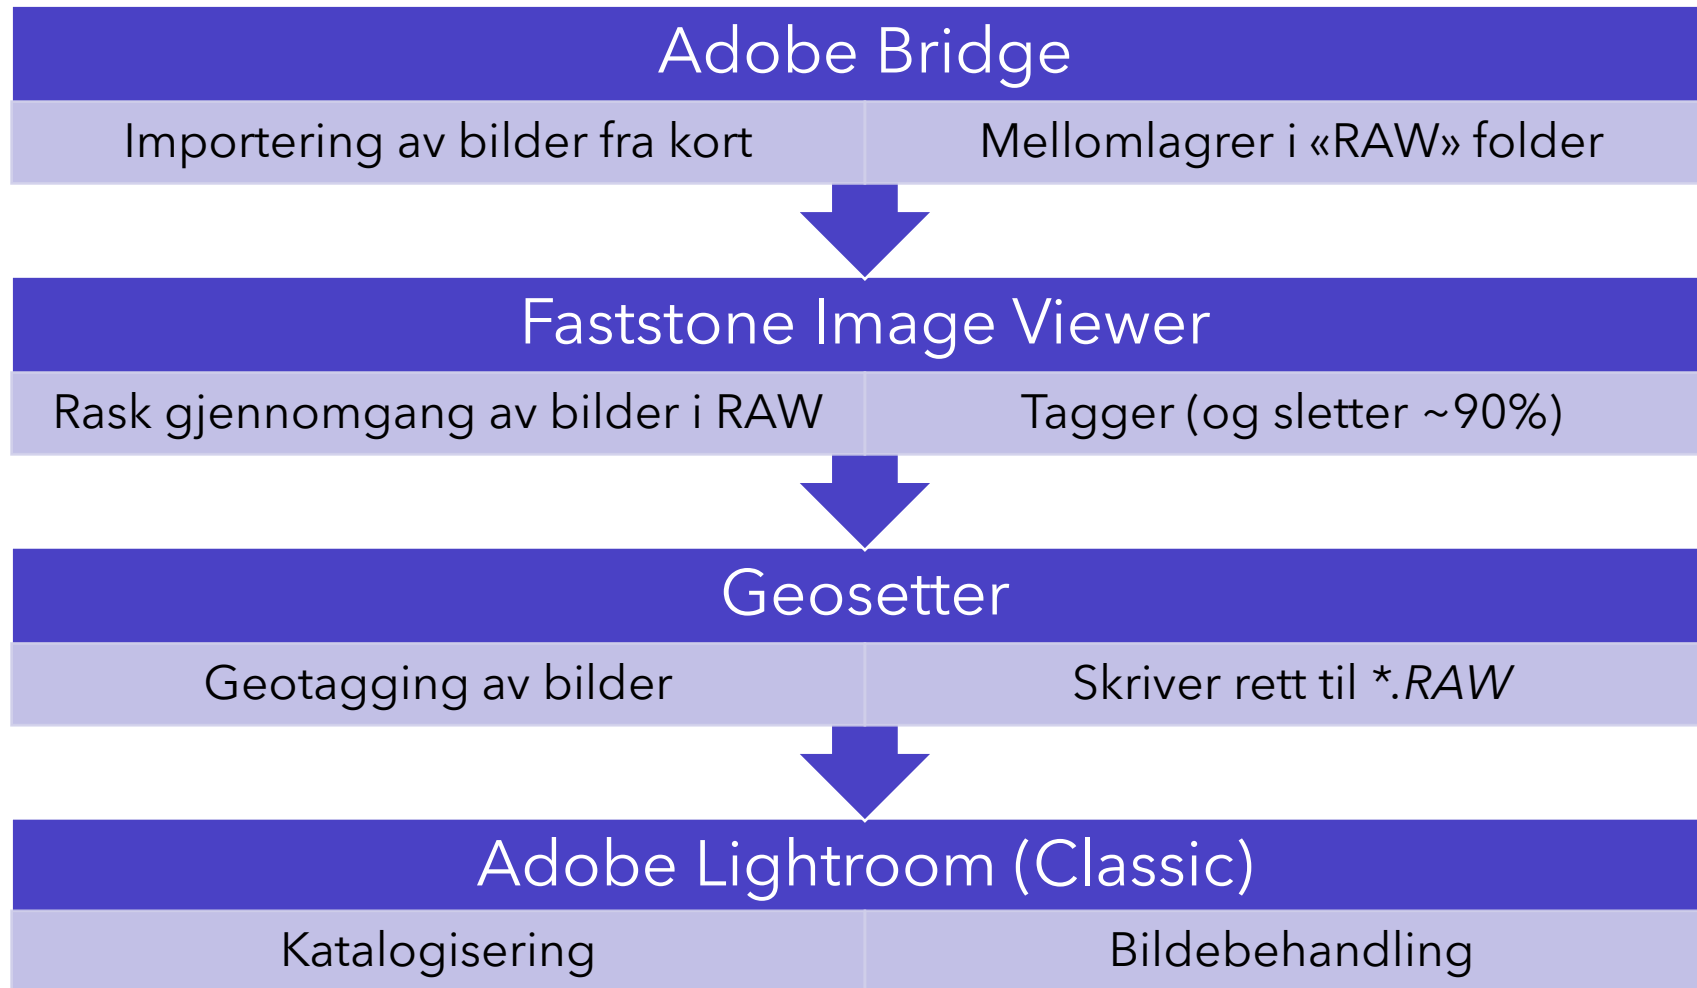 Adobe Bridge
Importering av bilder fra kort
Mellomlagrer i «RAW» folder
Faststone Image Viewer
Rask gjennomgang av bilder i RAW
Tagger (og sletter ~90%)
Geosetter
Geotagging av bilder
Skriver rett til *.RAW
Adobe Lightroom (Classic)
Katalogisering
Bildebehandling